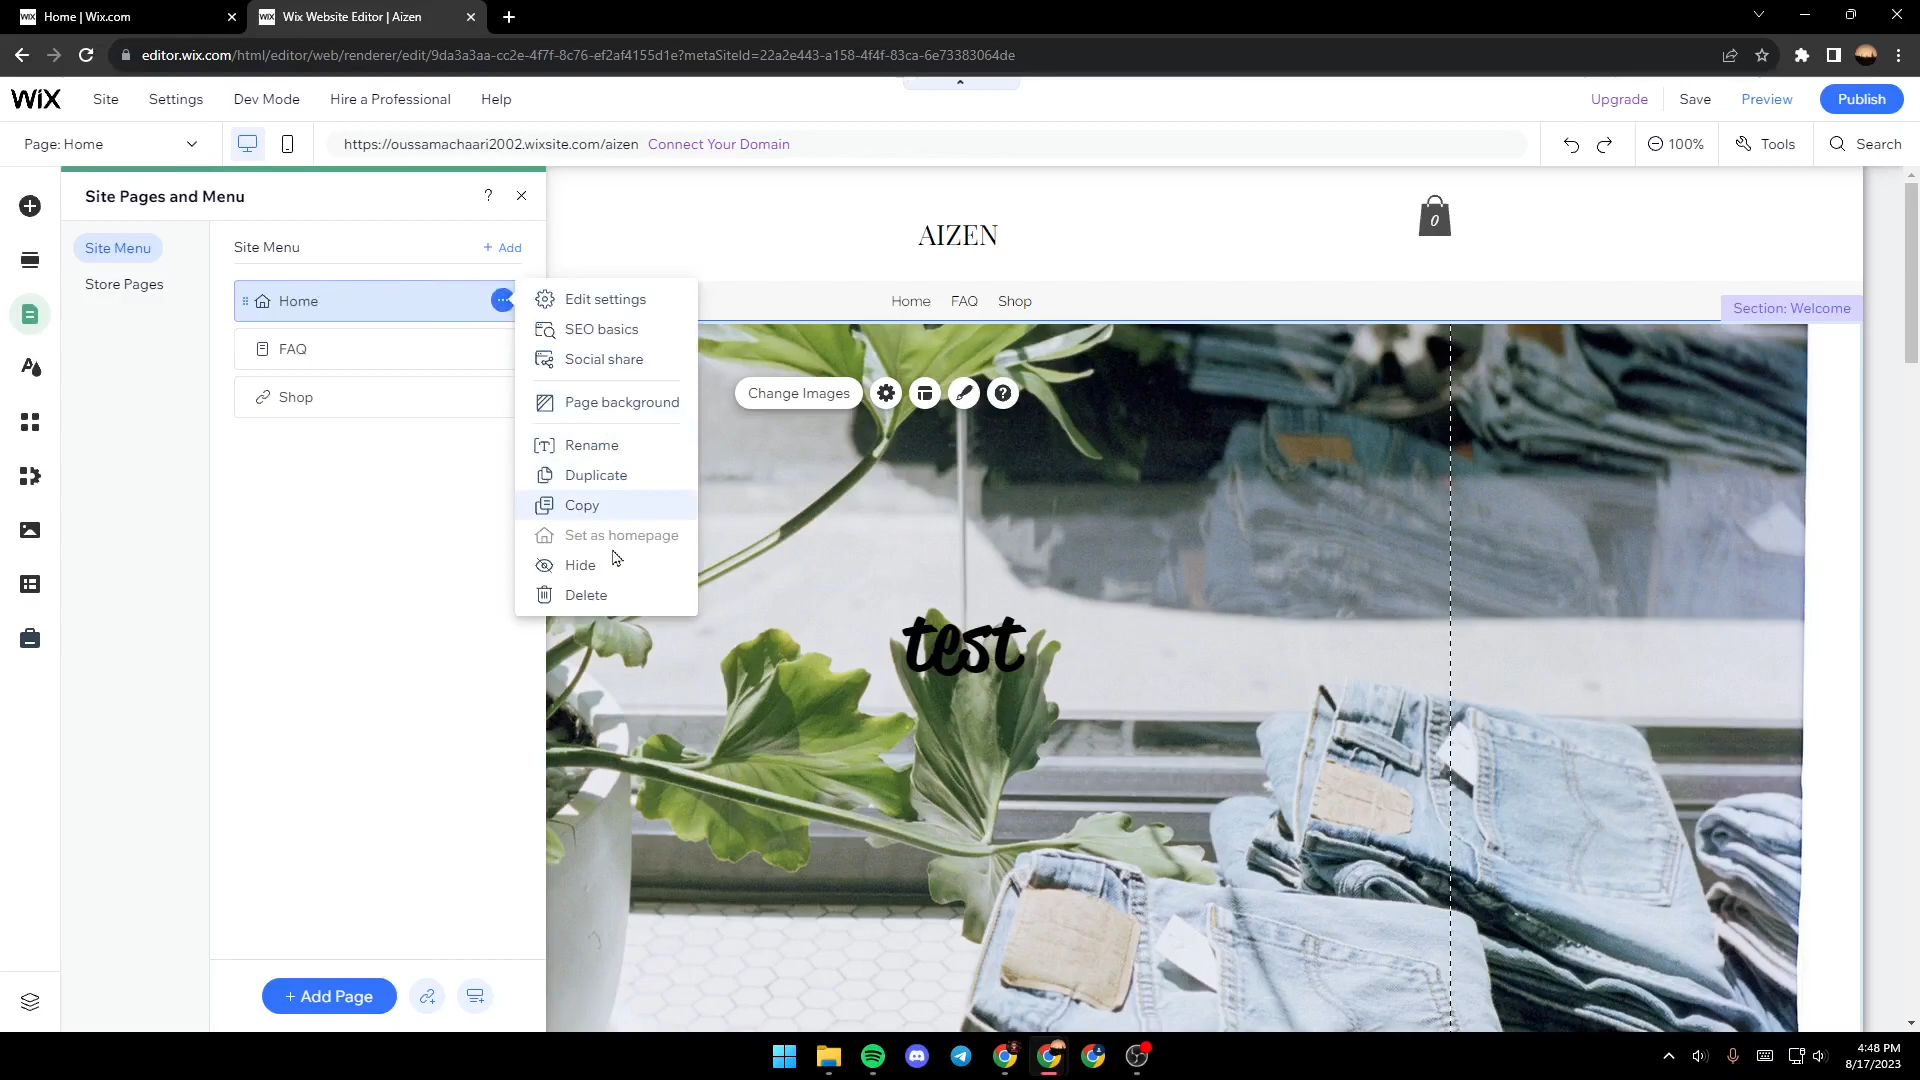 Home | Wix.com
Wix Website Editor | Aizen
editor.wix.com/html/editor/web/renderer/edit/9da3a3aa-cc2e-4f7f-8c76-ef2af4155d1e?metaSiteId=22a2e443-a158-4f4f-83ca-6e73383064de
WiX Site Settings Dev Mode Hire a Professional Help Upgrade Save Preview Publish
Page: Home https://oussamachaari2002.wixsite.com/aizen Connect Your Domain 100% Tools Search
Site Pages and Menu ?
Site Menu
Store Pages
Site Menu + Add
Home
FAQ
Shop
Edit settings
SEO basics
Social share
Page background
Rename
Duplicate
Copy
Set as homepage
Hide
Delete
+ Add Page
AIZEN
0
Home FAQ Shop
Section: Welcome
Change Images
test
4:48 PM
8/17/2023